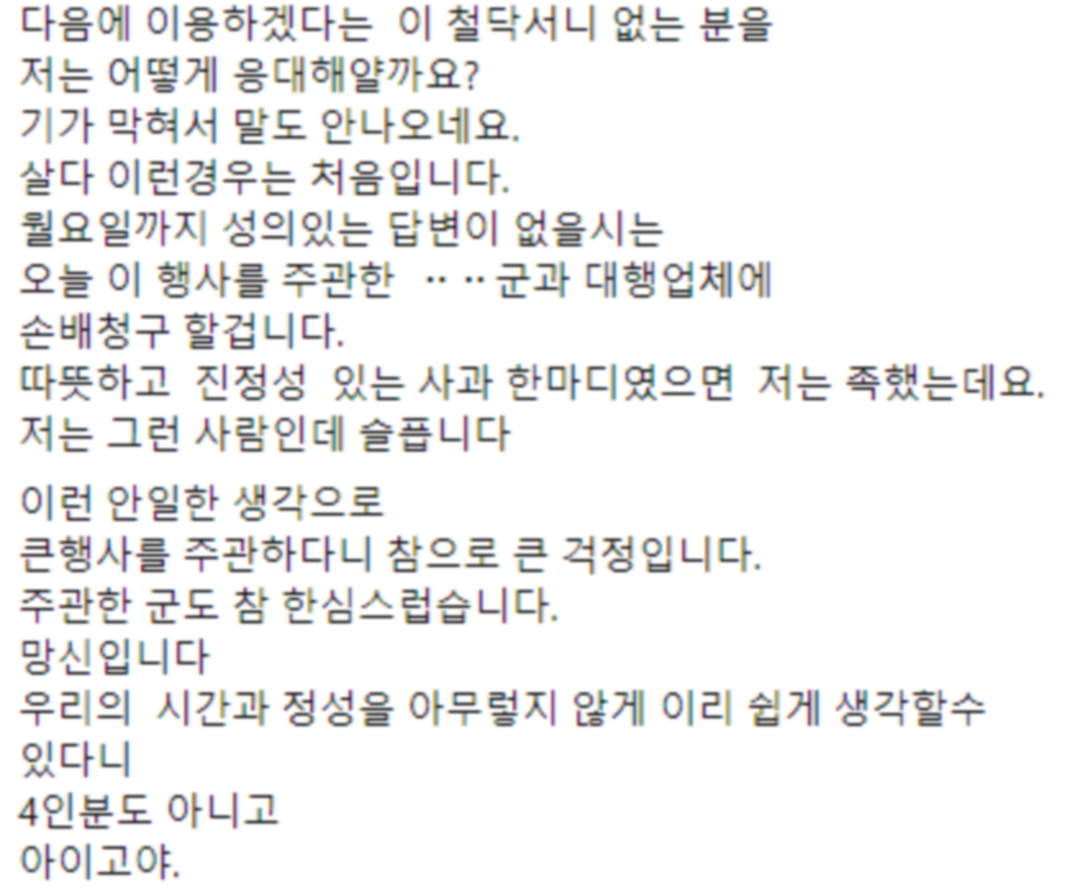 다음에 이용하겠다는  이 철닥서니 없는 분을
저는 어떻게 응대해얄까요?
기가 막혀서 말도 안나오네요.
살다 이런경우는 처음입니다.
월요일까지 성의있는 답변이 없을시는
오늘 이 행사를 주관한  ·· ·· 군과 대행업체에
손배청구 할겁니다.
따뜻하고  진정성  있는 사과 한마디였으면  저는 족했는데요.
저는 그런 사람인데 슬픕니다
이런 안일한 생각으로
큰행사를 주관하다니 참으로 큰 걱정입니다.
주관한 군도 참 한심스럽습니다.
망신입니다
우리의  시간과 정성을 아무렇지 않게 이리 쉽게 생각할수
있다니
4인분도 아니고
아이고야.